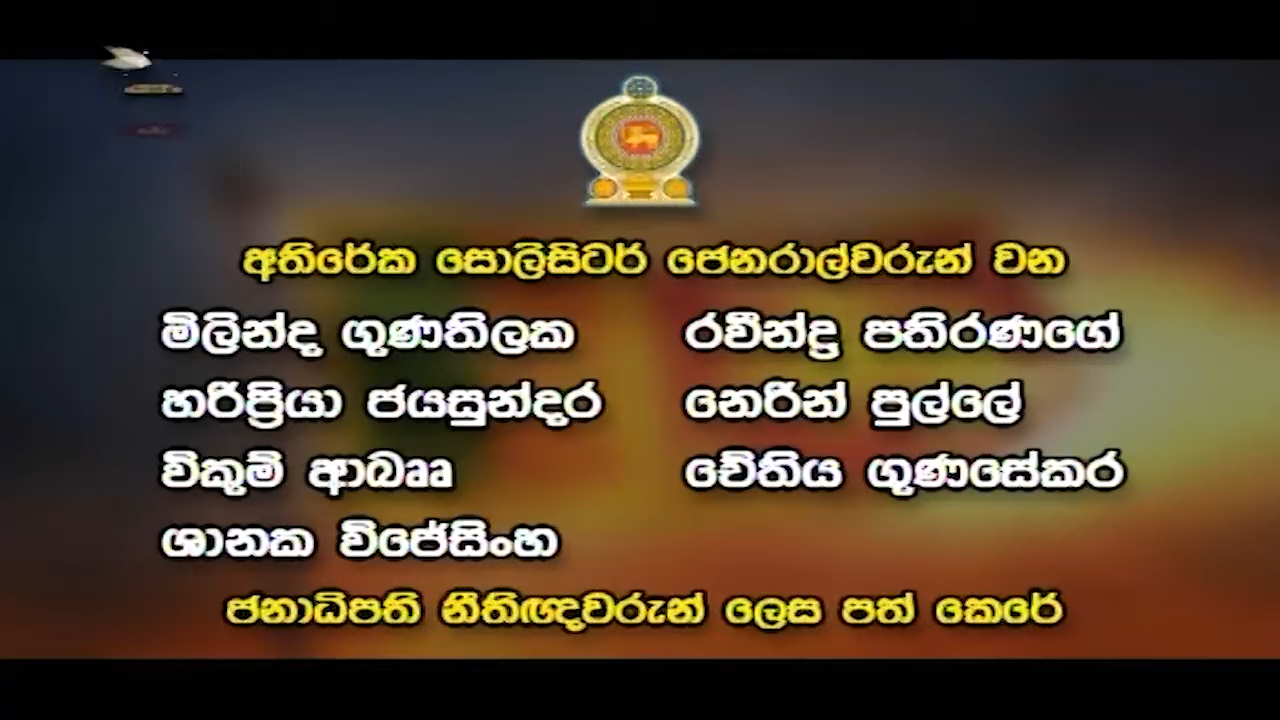 අතිරේක සොලිසිටර් ජෙනරාල්වරුන් වන
මිලින්ද ගුණතිලක රවීන්ද්‍ර පතිරණගේ
හරිප්‍රියා ජයසුන්දර නෙරින් පුල්ලේ
විකුම් ආබෲ චේතිය ගුණසේකර
ශානක විජේසිංහ
ජනාධිපති නීතිඥවරුන් ලෙස පත් කෙරේ